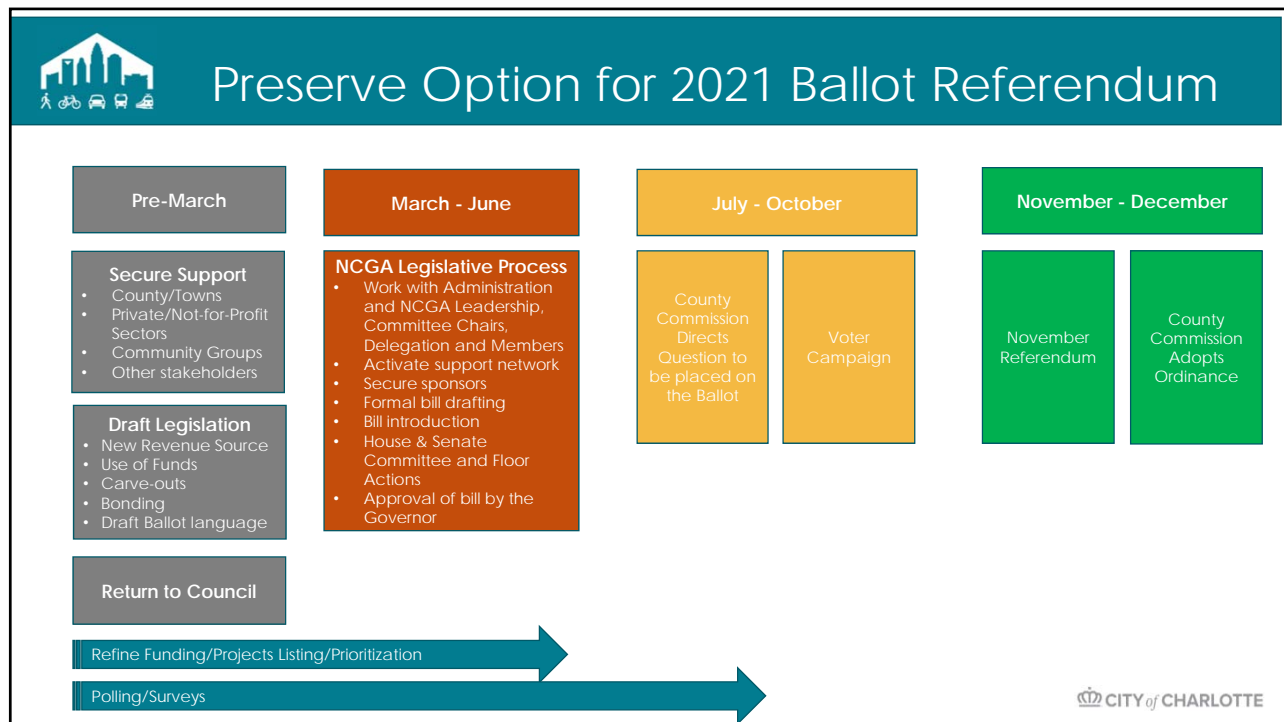 Preserve Option for 2021 Ballot Referendum
Pre-March
Secure Support
• County/Towns
• Private/Not-for-Profit
Sectors
• Community Groups
• Other stakeholders
Draft Legislation
• New Revenue Source
• Use of Funds
• Carve-outs
• Bonding
• Draft Ballot language
Return to Council
March - June
NCGA Legislative Process
• Work with Administration
and NCGA Leadership,
Committee Chairs,
Delegation and Members
• Activate support network
• Secure sponsors
• Formal bill drafting
• Bill introduction
• House & Senate
Committee and Floor
Actions
• Approval of bill by the
Governor
July - October
County
Commission
Directs
Question to
be placed on
the Ballot
Voter
Campaign
November - December
November
Referendum
County
Commission
Adopts
Ordinance
Refine Funding/Projects Listing/Prioritization
Polling/Surveys
CITY of CHARLOTTE